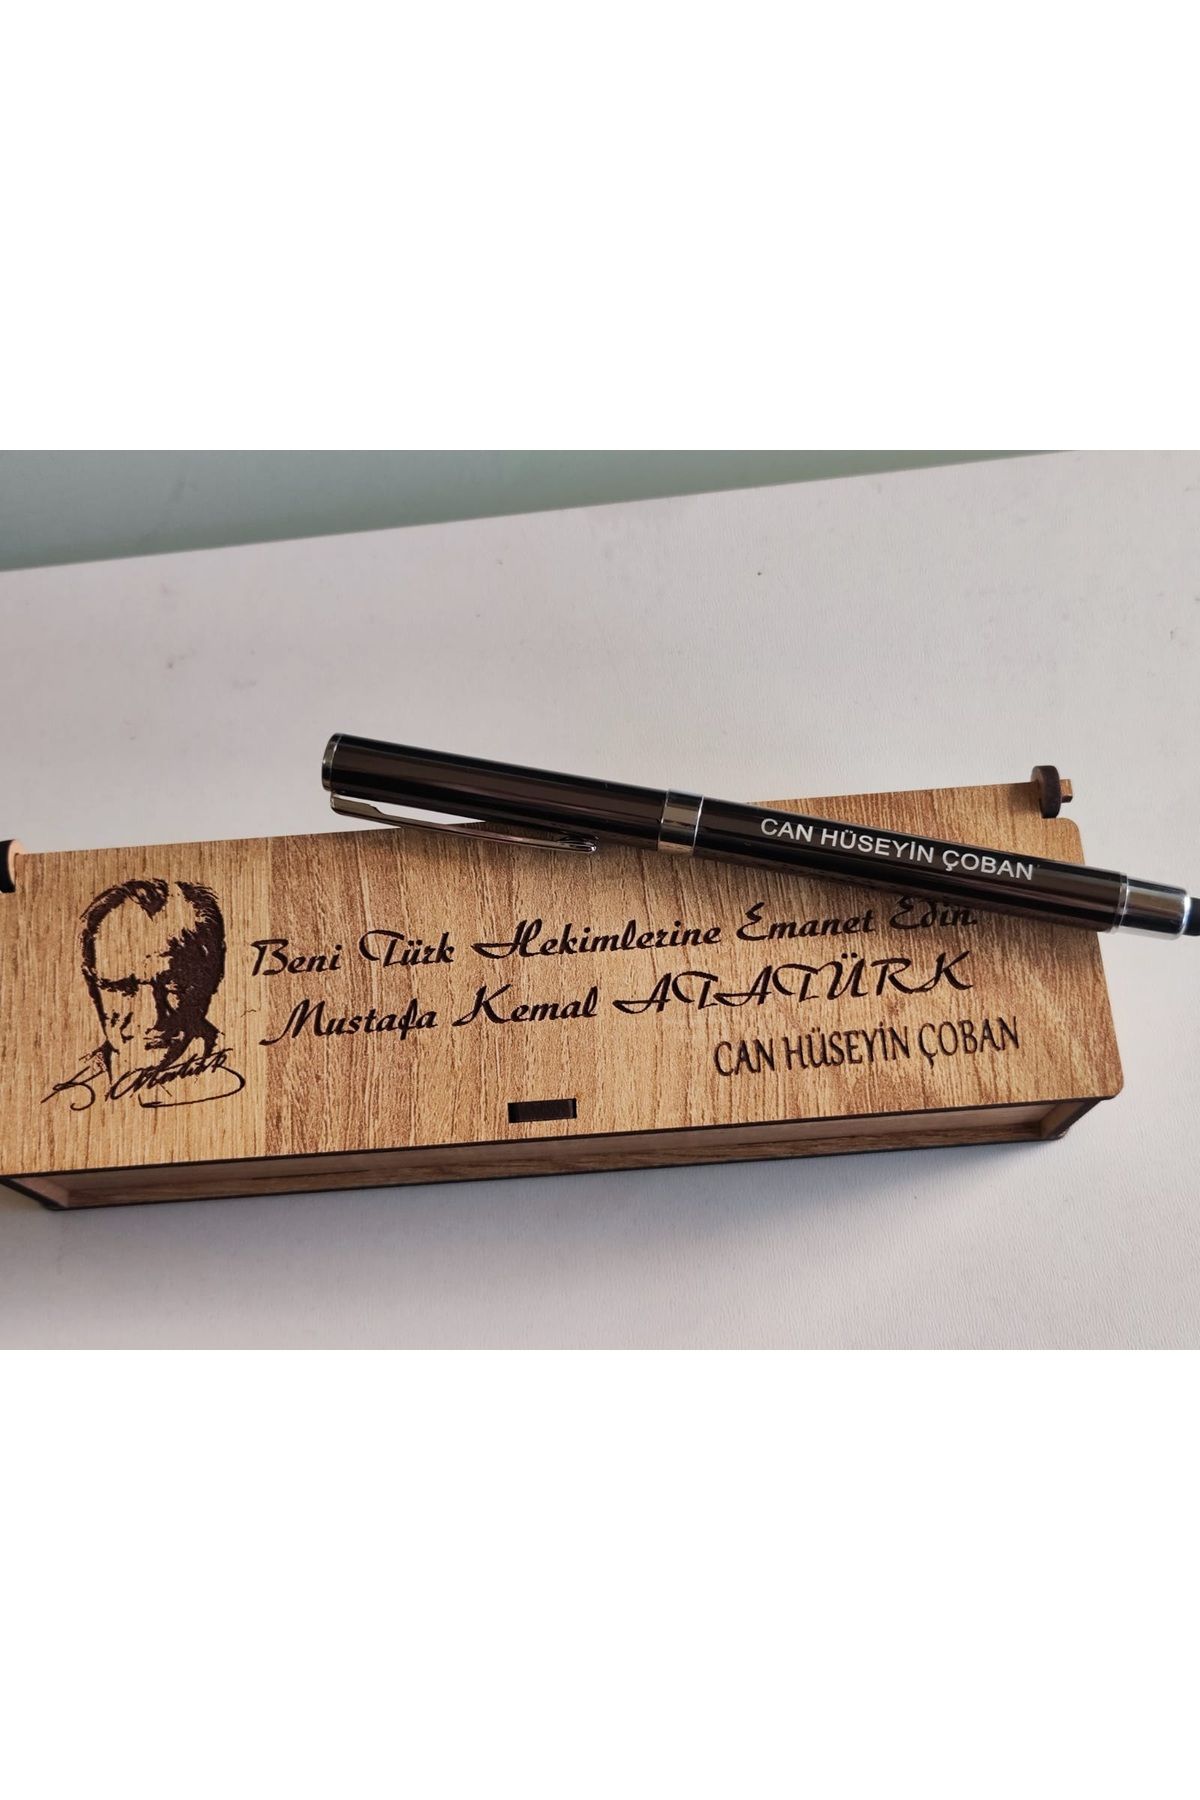 CAN HÜSEYİN ÇOBAN
Beni Türk Hekimlerine Emanet Edin.
Mustafa Kemal ATATÜRK
CAN HÜSEYİN ÇOBAN